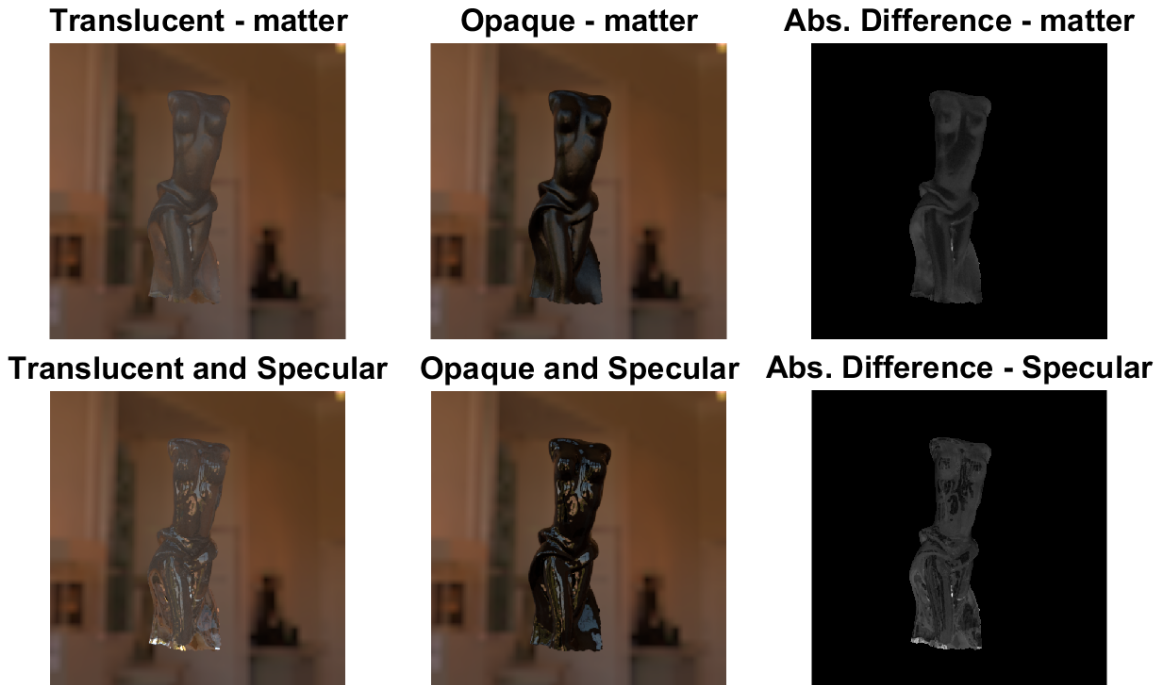 Translucent - matter
Opaque - matter
Abs. Difference - matter
Translucent and Specular
Opaque and Specular
Abs. Difference - Specular